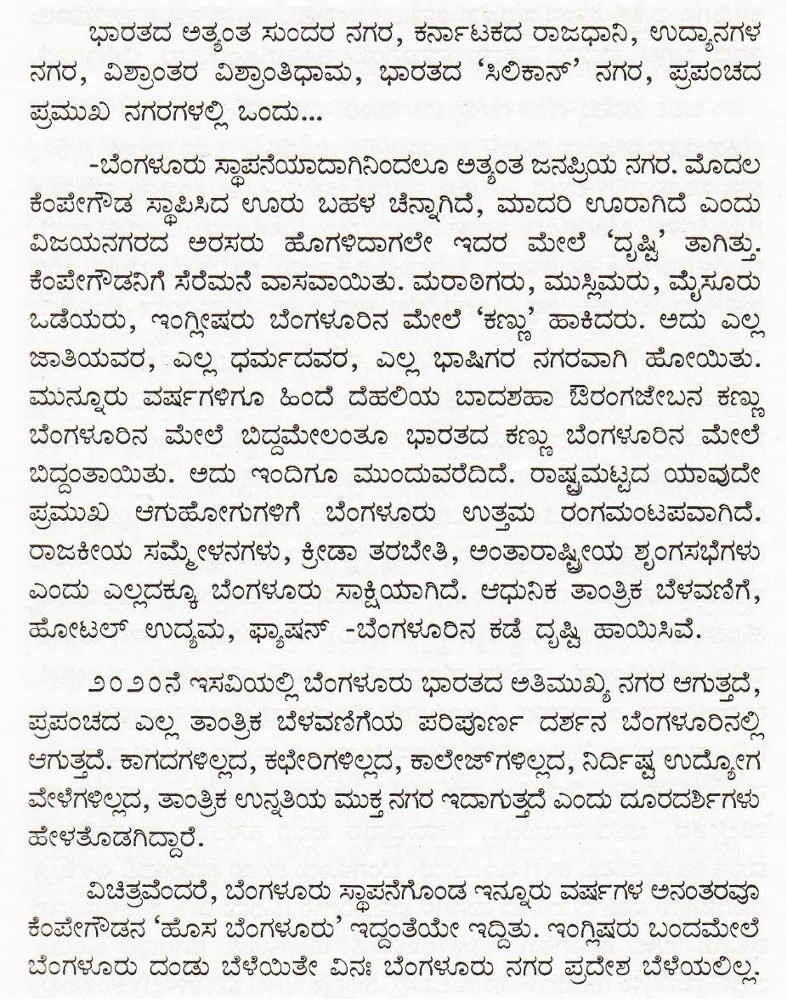 ಭಾರತದ ಅತ್ಯಂತ ಸುಂದರ ನಗರ, ಕರ್ನಾಟಕದ ರಾಜಧಾನಿ, ಉದ್ಯಾನಗಳ
ನಗರ, ವಿಶ್ರಾಂತರ ವಿಶ್ರಾಂತಿಧಾಮ, ಭಾರತದ ‘ಸಿಲಿಕಾನ್’ ನಗರ, ಪ್ರಪಂಚದ
ಪ್ರಮುಖ ನಗರಗಳಲ್ಲಿ ಒಂದು...
-ಬೆಂಗಳೂರು ಸ್ಥಾಪನೆಯಾದಾಗಿನಿಂದಲೂ ಅತ್ಯಂತ ಜನಪ್ರಿಯ ನಗರ. ಮೊದಲ
ಕೆಂಪೇಗೌಡ ಸ್ಥಾಪಿಸಿದ ಊರು ಬಹಳ ಚೆನ್ನಾಗಿದೆ, ಮಾದರಿ ಊರಾಗಿದೆ ಎಂದು
ವಿಜಯನಗರದ ಅರಸರು ಹೊಗಳಿದಾಗಲೇ ಇದರ ಮೇಲೆ ‘ದೃಷ್ಟಿ’ ತಾಗಿತ್ತು.
ಕೆಂಪೇಗೌಡನಿಗೆ ಸೆರೆಮನೆ ವಾಸವಾಯಿತು. ಮರಾಠಿಗರು, ಮುಸ್ಲಿಮರು, ಮೈಸೂರು
ಒಡೆಯರು, ಇಂಗ್ಲೀಷರು ಬೆಂಗಳೂರಿನ ಮೇಲೆ ‘ಕಣ್ಣು’ ಹಾಕಿದರು. ಅದು ಎಲ್ಲ
ಜಾತಿಯವರ, ಎಲ್ಲ ಧರ್ಮದವರ, ಎಲ್ಲ ಭಾಷಿಗರ ನಗರವಾಗಿ ಹೋಯಿತು.
ಮುನ್ನೂರು ವರ್ಷಗಳಿಗೂ ಹಿಂದೆ ದೆಹಲಿಯ ಬಾದಶಹಾ ಔರಂಗಜೇಬನ ಕಣ್ಣು
ಬೆಂಗಳೂರಿನ ಮೇಲೆ ಬಿದ್ದಮೇಲಂತೂ ಭಾರತದ ಕಣ್ಣು ಬೆಂಗಳೂರಿನ ಮೇಲೆ
ಬಿದ್ದಂತಾಯಿತು. ಅದು ಇಂದಿಗೂ ಮುಂದುವರೆದಿದೆ. ರಾಷ್ಟ್ರಮಟ್ಟದ ಯಾವುದೇ
ಪ್ರಮುಖ ಆಗುಹೋಗುಗಳಿಗೆ ಬೆಂಗಳೂರು ಉತ್ತಮ ರಂಗಮಂಟಪವಾಗಿದೆ.
ರಾಜಕೀಯ ಸಮ್ಮೇಳನಗಳು, ಕ್ರೀಡಾ ತರಬೇತಿ, ಅಂತಾರಾಷ್ಟ್ರೀಯ ಶೃಂಗಸಭೆಗಳು
ಎಂದು ಎಲ್ಲದಕ್ಕೂ ಬೆಂಗಳೂರು ಸಾಕ್ಷಿಯಾಗಿದೆ. ಆಧುನಿಕ ತಾಂತ್ರಿಕ ಬೆಳವಣಿಗೆ,
ಹೋಟಲ್ ಉದ್ಯಮ, ಫ್ಯಾಷನ್ -ಬೆಂಗಳೂರಿನ ಕಡೆ ದೃಷ್ಟಿ ಹಾಯಿಸಿವೆ.
೨೦೨೦ನೆ ಇಸವಿಯಲ್ಲಿ ಬೆಂಗಳೂರು ಭಾರತದ ಅತಿಮುಖ್ಯ ನಗರ ಆಗುತ್ತದೆ,
ಪ್ರಪಂಚದ ಎಲ್ಲ ತಾಂತ್ರಿಕ ಬೆಳವಣಿಗೆಯ ಪರಿಪೂರ್ಣ ದರ್ಶನ ಬೆಂಗಳೂರಿನಲ್ಲಿ
ಆಗುತ್ತದೆ. ಕಾಗದಗಳಿಲ್ಲದ, ಕಛೇರಿಗಳಿಲ್ಲದ, ಕಾಲೇಜ್‌ಗಳಿಲ್ಲದ, ನಿರ್ದಿಷ್ಟ ಉದ್ಯೋಗ
ವೇಳೆಗಳಿಲ್ಲದ, ತಾಂತ್ರಿಕ ಉನ್ನತಿಯ ಮುಕ್ತ ನಗರ ಇದಾಗುತ್ತದೆ ಎಂದು ದೂರದರ್ಶಿಗಳು
ಹೇಳತೊಡಗಿದ್ದಾರೆ.
ವಿಚಿತ್ರವೆಂದರೆ, ಬೆಂಗಳೂರು ಸ್ಥಾಪನೆಗೊಂಡ ಇನ್ನೂರು ವರ್ಷಗಳ ಅನಂತರವೂ
ಕೆಂಪೇಗೌಡನ ‘ಹೊಸ ಬೆಂಗಳೂರು’ ಇದ್ದಂತೆಯೇ ಇದ್ದಿತು. ಇಂಗ್ಲಿಷರು ಬಂದಮೇಲೆ
ಬೆಂಗಳೂರು ದಂಡು ಬೆಳೆಯಿತೇ ವಿನಃ ಬೆಂಗಳೂರು ನಗರ ಪ್ರದೇಶ ಬೆಳೆಯಲಿಲ್ಲ.